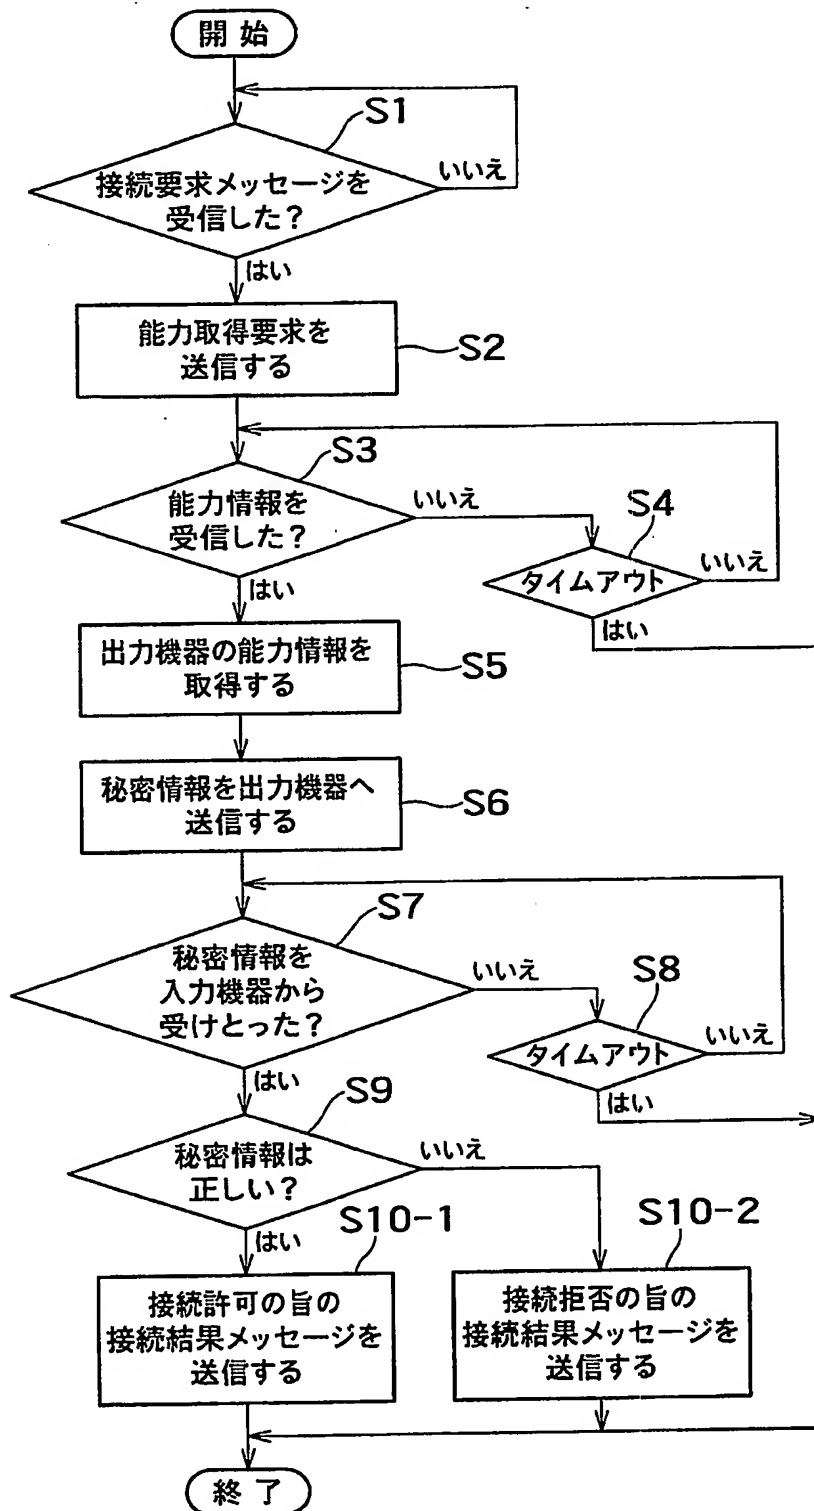 開始
S1
接続要求メッセージを
受信した？
いいえ
はい
能力取得要求を
送信する
S2
S3
能力情報を
受信した？
いいえ
S4
タイムアウト
いいえ
はい
はい
出力機器の能力情報を
取得する
S5
秘密情報を出力機器へ
送信する
S6
S7
秘密情報を
入力機器から
受けとった？
いいえ
S8
タイムアウト
いいえ
はい
はい
S9
秘密情報は
正しい？
いいえ
はい
S10-1
接続許可の旨の
接続結果メッセージを
送信する
S10-2
接続拒否の旨の
接続結果メッセージを
送信する
終了